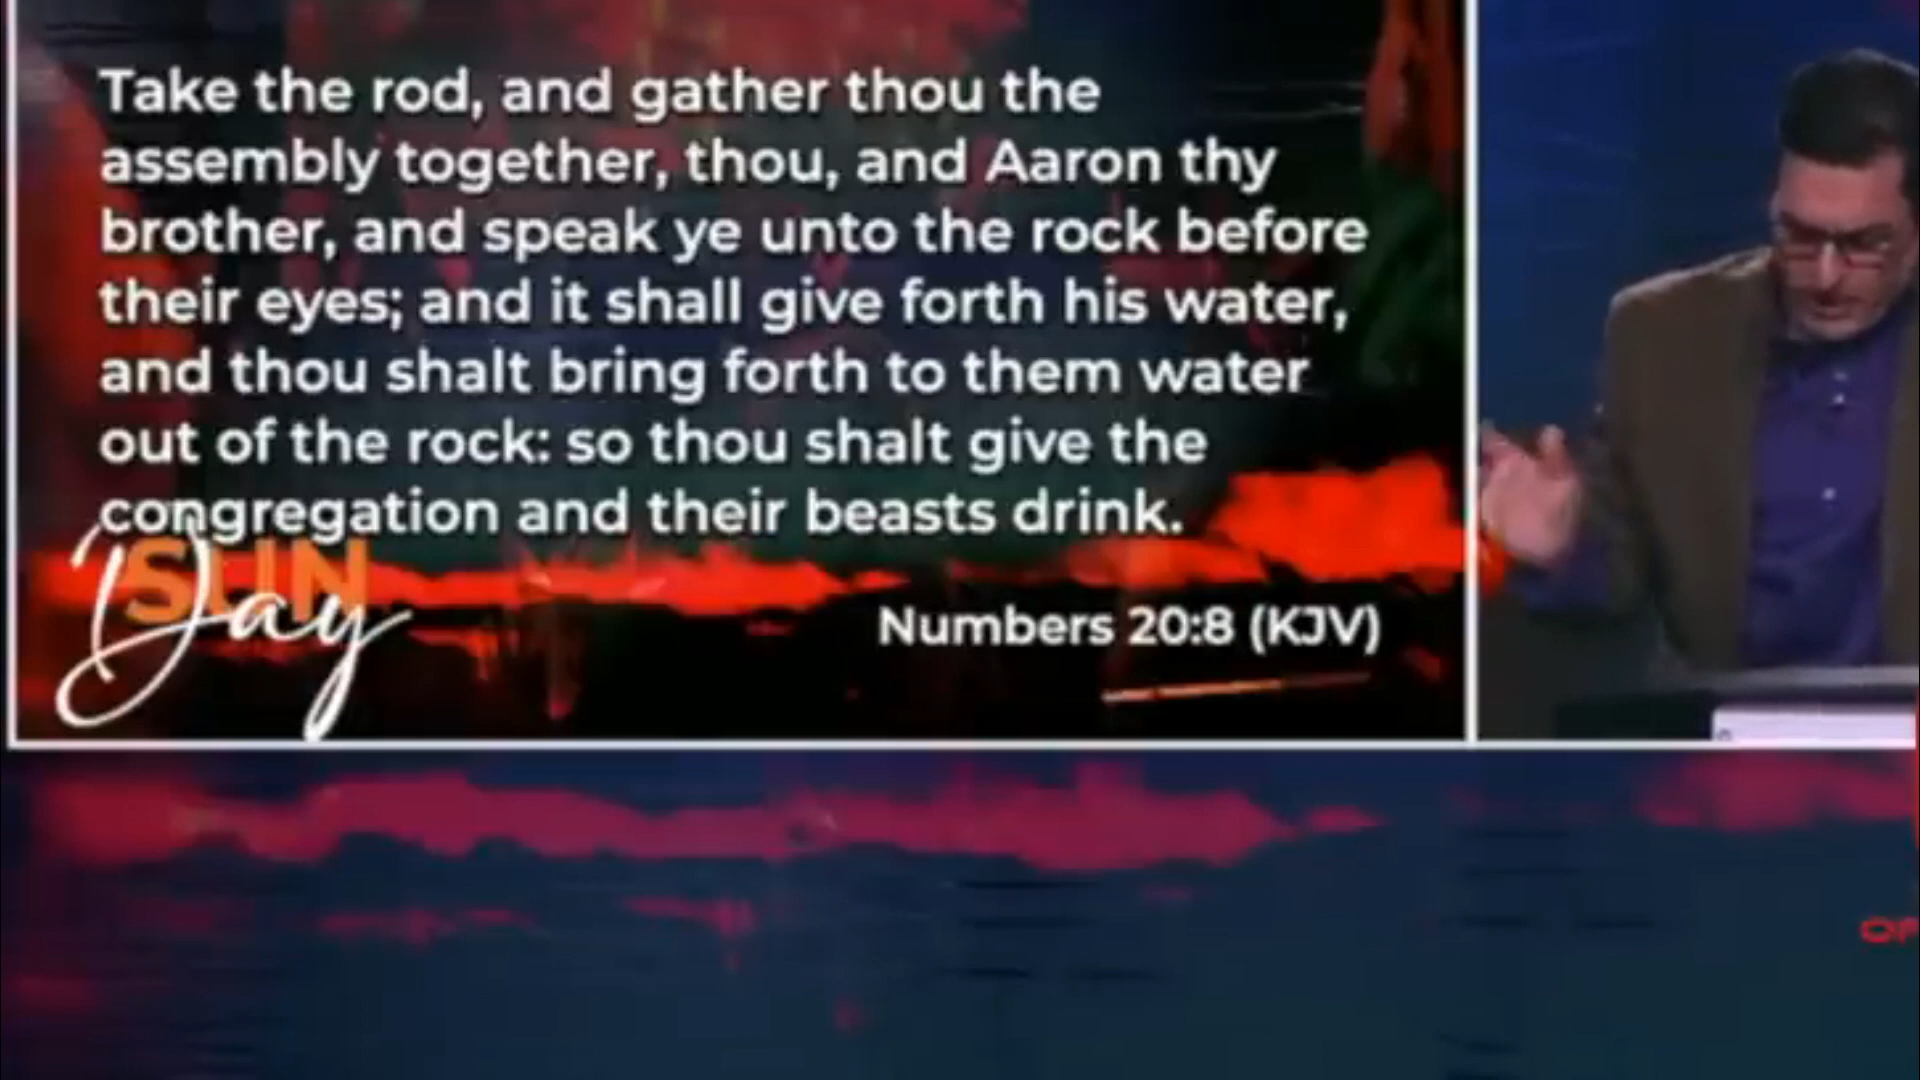 Take the rod, and gather thou the
assembly together, thou, and Aaron thy
brother, and speak ye unto the rock before
their eyes; and it shall give forth his water,
and thou shalt bring forth to them water
out of the rock: so thou shalt give the
congregation and their beasts drink.
SUN
Day
Numbers 20:8 (KJV)